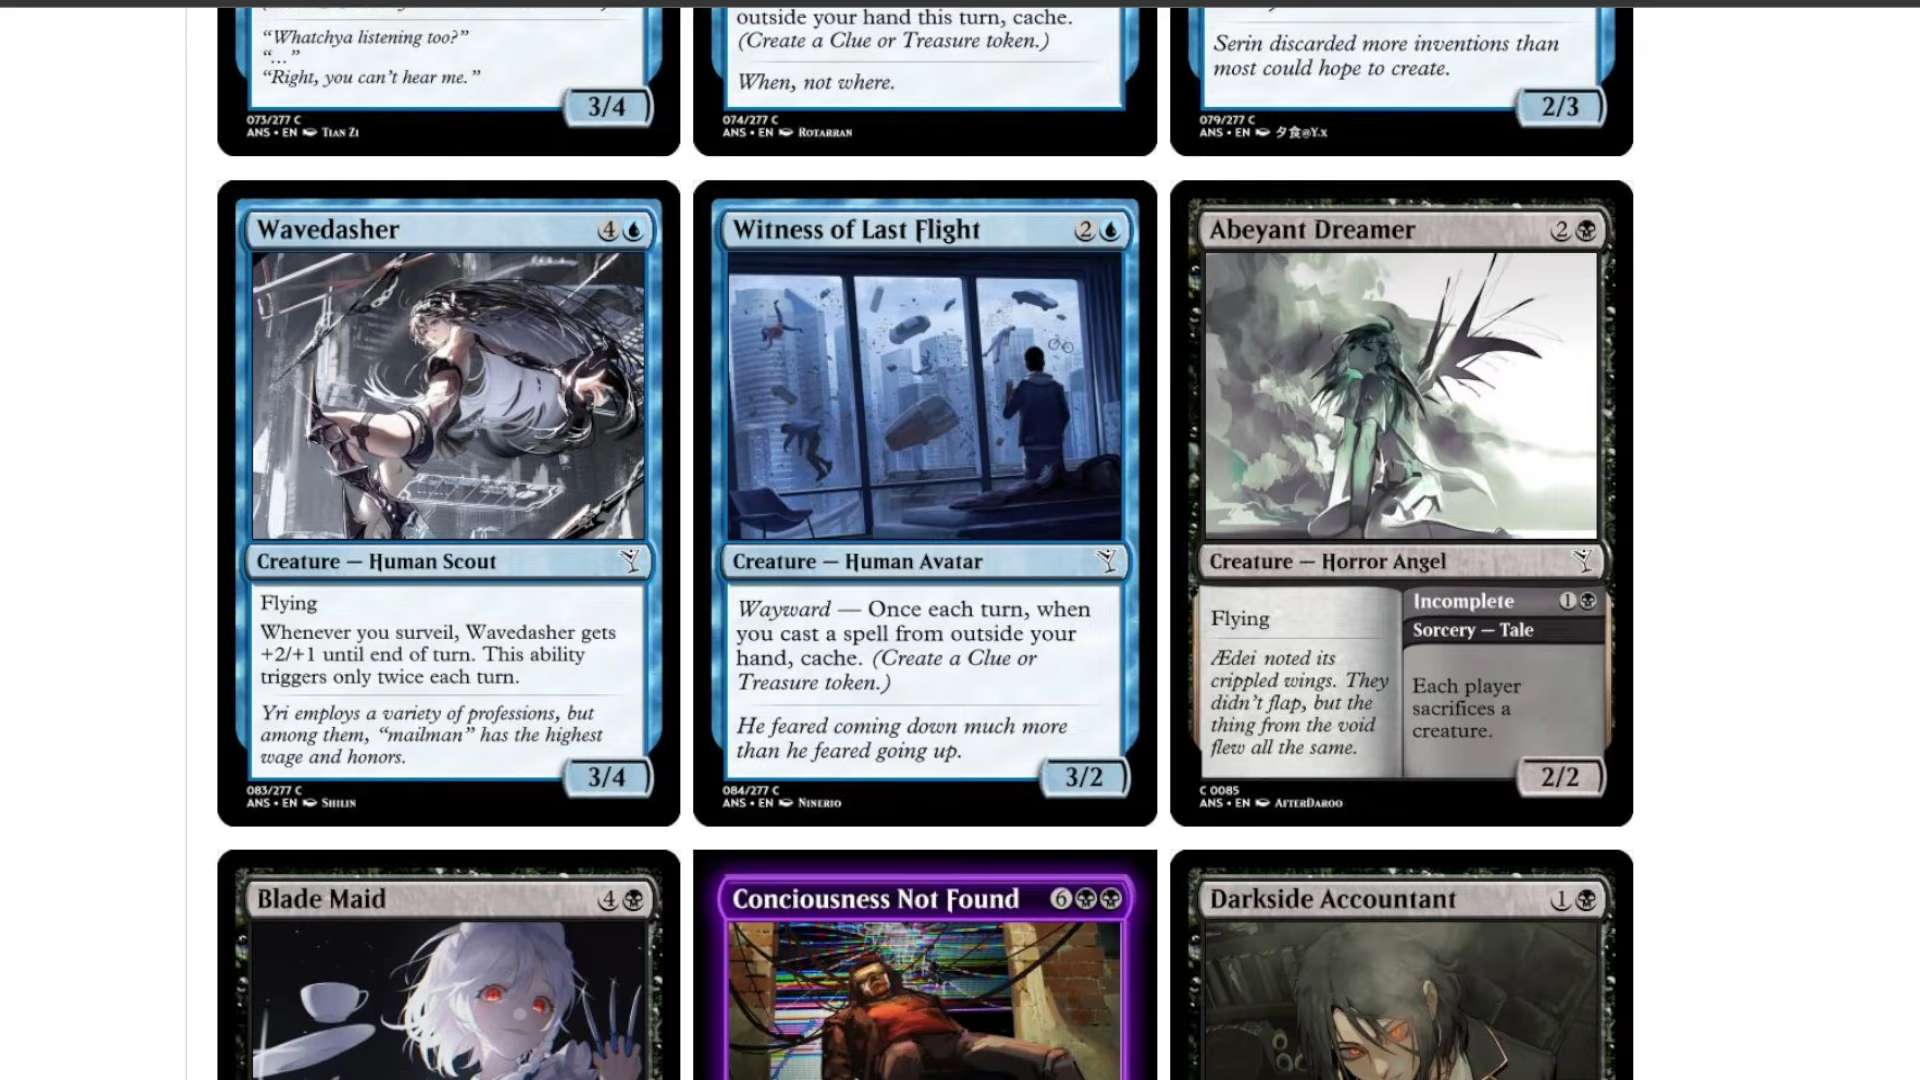 “Whatchya listening too?”
“...”
“Right, you can’t hear me.”
3/4
073/277 C
ANS • EN Tian Zi
outside your hand this turn, cache.
(Create a Clue or Treasure token.)
When, not where.
074/277 C
ANS • EN Rotarran
Serin discarded more inventions than
most could hope to create.
2/3
079/277 C
ANS • EN 夕食@Y.x
Wavedasher 4
Creature — Human Scout
Flying
Whenever you surveil, Wavedasher gets
+2/+1 until end of turn. This ability
triggers only twice each turn.
Yri employs a variety of professions, but
among them, “mailman” has the highest
wage and honors.
3/4
083/277 C
ANS • EN Shilin
Witness of Last Flight 2
Creature — Human Avatar
Wayward — Once each turn, when
you cast a spell from outside your
hand, cache. (Create a Clue or
Treasure token.)
He feared coming down much more
than he feared going up.
3/2
084/277 C
ANS • EN Ninerio
Abeyant Dreamer 2
Creature — Horror Angel
Flying
Ædei noted its
crippled wings. They
didn’t flap, but the
thing from the void
flew all the same.
Incomplete 1
Sorcery — Tale
Each player
sacrifices a
creature.
2/2
C 0085
ANS • EN AfterDaroo
Blade Maid 4
Conciousness Not Found 6
Darkside Accountant 1